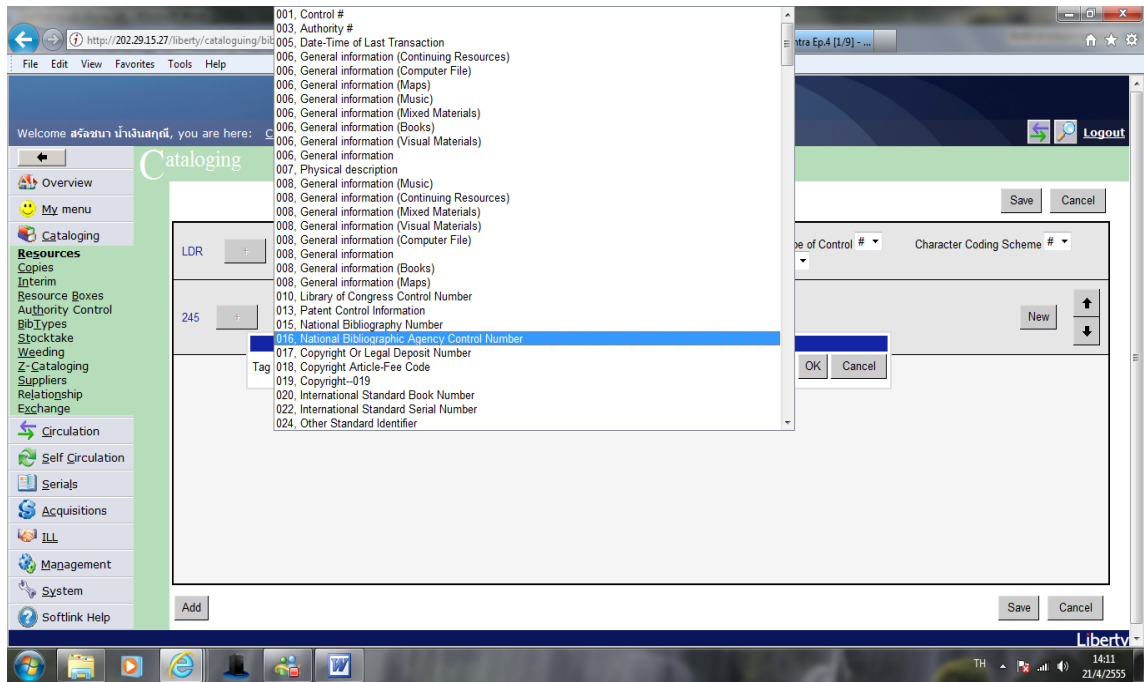 001, Control #
003, Authority #
005, Date-Time of Last Transaction
006, General information (Continuing Resources)
006, General information (Computer File)
006, General information (Maps)
006, General information (Music)
006, General information (Mixed Materials)
006, General information (Books)
006, General information (Visual Materials)
006, General information
007, Physical description
008, General information (Music)
008, General information (Continuing Resources)
008, General information (Mixed Materials)
008, General information (Visual Materials)
008, General information (Computer File)
008, General information
008, General information (Books)
008, General information (Maps)
010, Library of Congress Control Number
013, Patent Control Information
015, National Bibliography Number
016, National Bibliographic Agency Control Number
017, Copyright Or Legal Deposit Number
018, Copyright Article-Fee Code
019, Copyright--019
020, International Standard Book Number
022, International Standard Serial Number
024, Other Standard Identifier
http://202.29.15.27/liberty/cataloguing/bib
ntra Ep.4 [1/9] - ...
File Edit View Favorites Tools Help
Welcome สรัลชนา น้ำเงินสกุณี, you are here: C
Logout
Cataloging
Overview
My menu
Cataloging
Resources
Copies
Interim
Resource Boxes
Authority Control
BibTypes
Stocktake
Weeding
Z-Cataloging
Suppliers
Relationship
Exchange
Circulation
Self Circulation
Serials
Acquisitions
ILL
Management
System
Softlink Help
Save Cancel
LDR +
pe of Control # Character Coding Scheme #
245 +
New
Tag
OK Cancel
Add
Save Cancel
Liberty
TH
14:11
21/4/2555